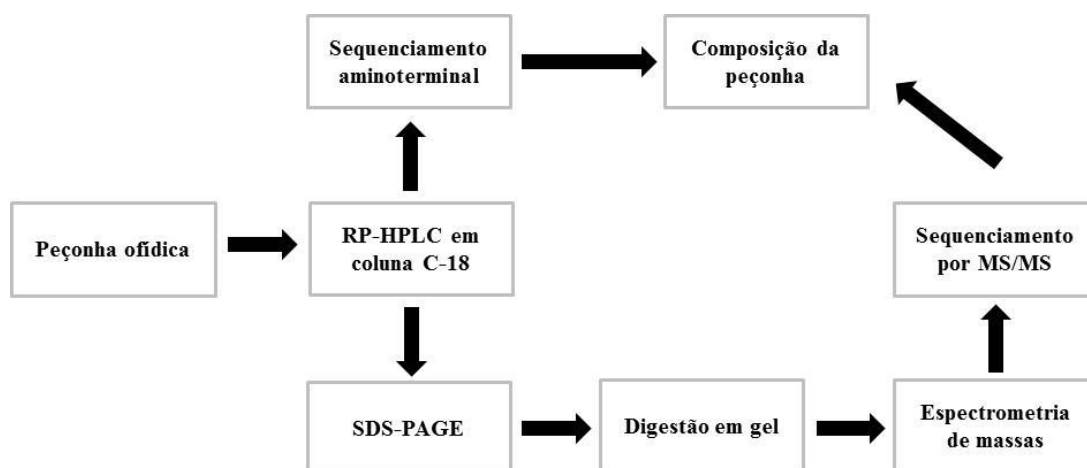 Sequenciamento
aminoterminal
Composição da
peçonha
Peçonha ofídica
RP-HPLC em
coluna C-18
Sequenciamento
por MS/MS
SDS-PAGE
Digestão em gel
Espectrometria
de massas